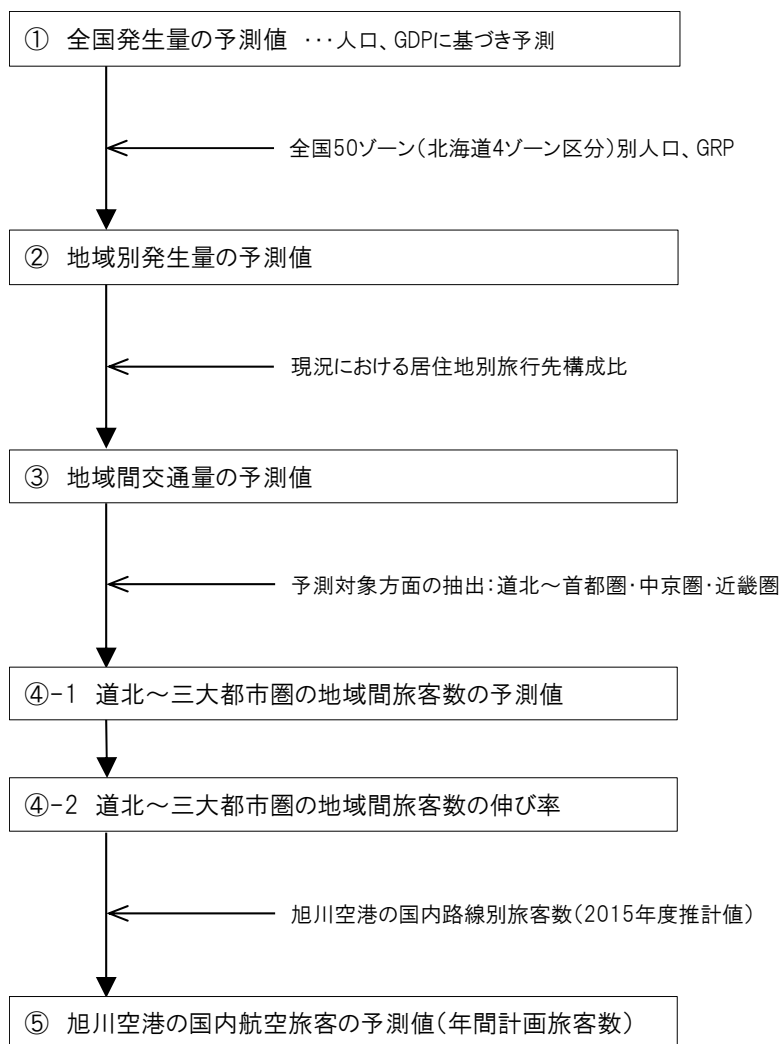 ① 全国発生量の予測値 ･･･人口、GDPに基づき予測
全国50ゾーン（北海道4ゾーン区分）別人口、GRP
② 地域別発生量の予測値
現況における居住地別旅行先構成比
③ 地域間交通量の予測値
予測対象方面の抽出：道北～首都圏･中京圏･近畿圏
④-1 道北～三大都市圏の地域間旅客数の予測値
④-2 道北～三大都市圏の地域間旅客数の伸び率
旭川空港の国内路線別旅客数（2015年度推計値）
⑤ 旭川空港の国内航空旅客の予測値（年間計画旅客数）